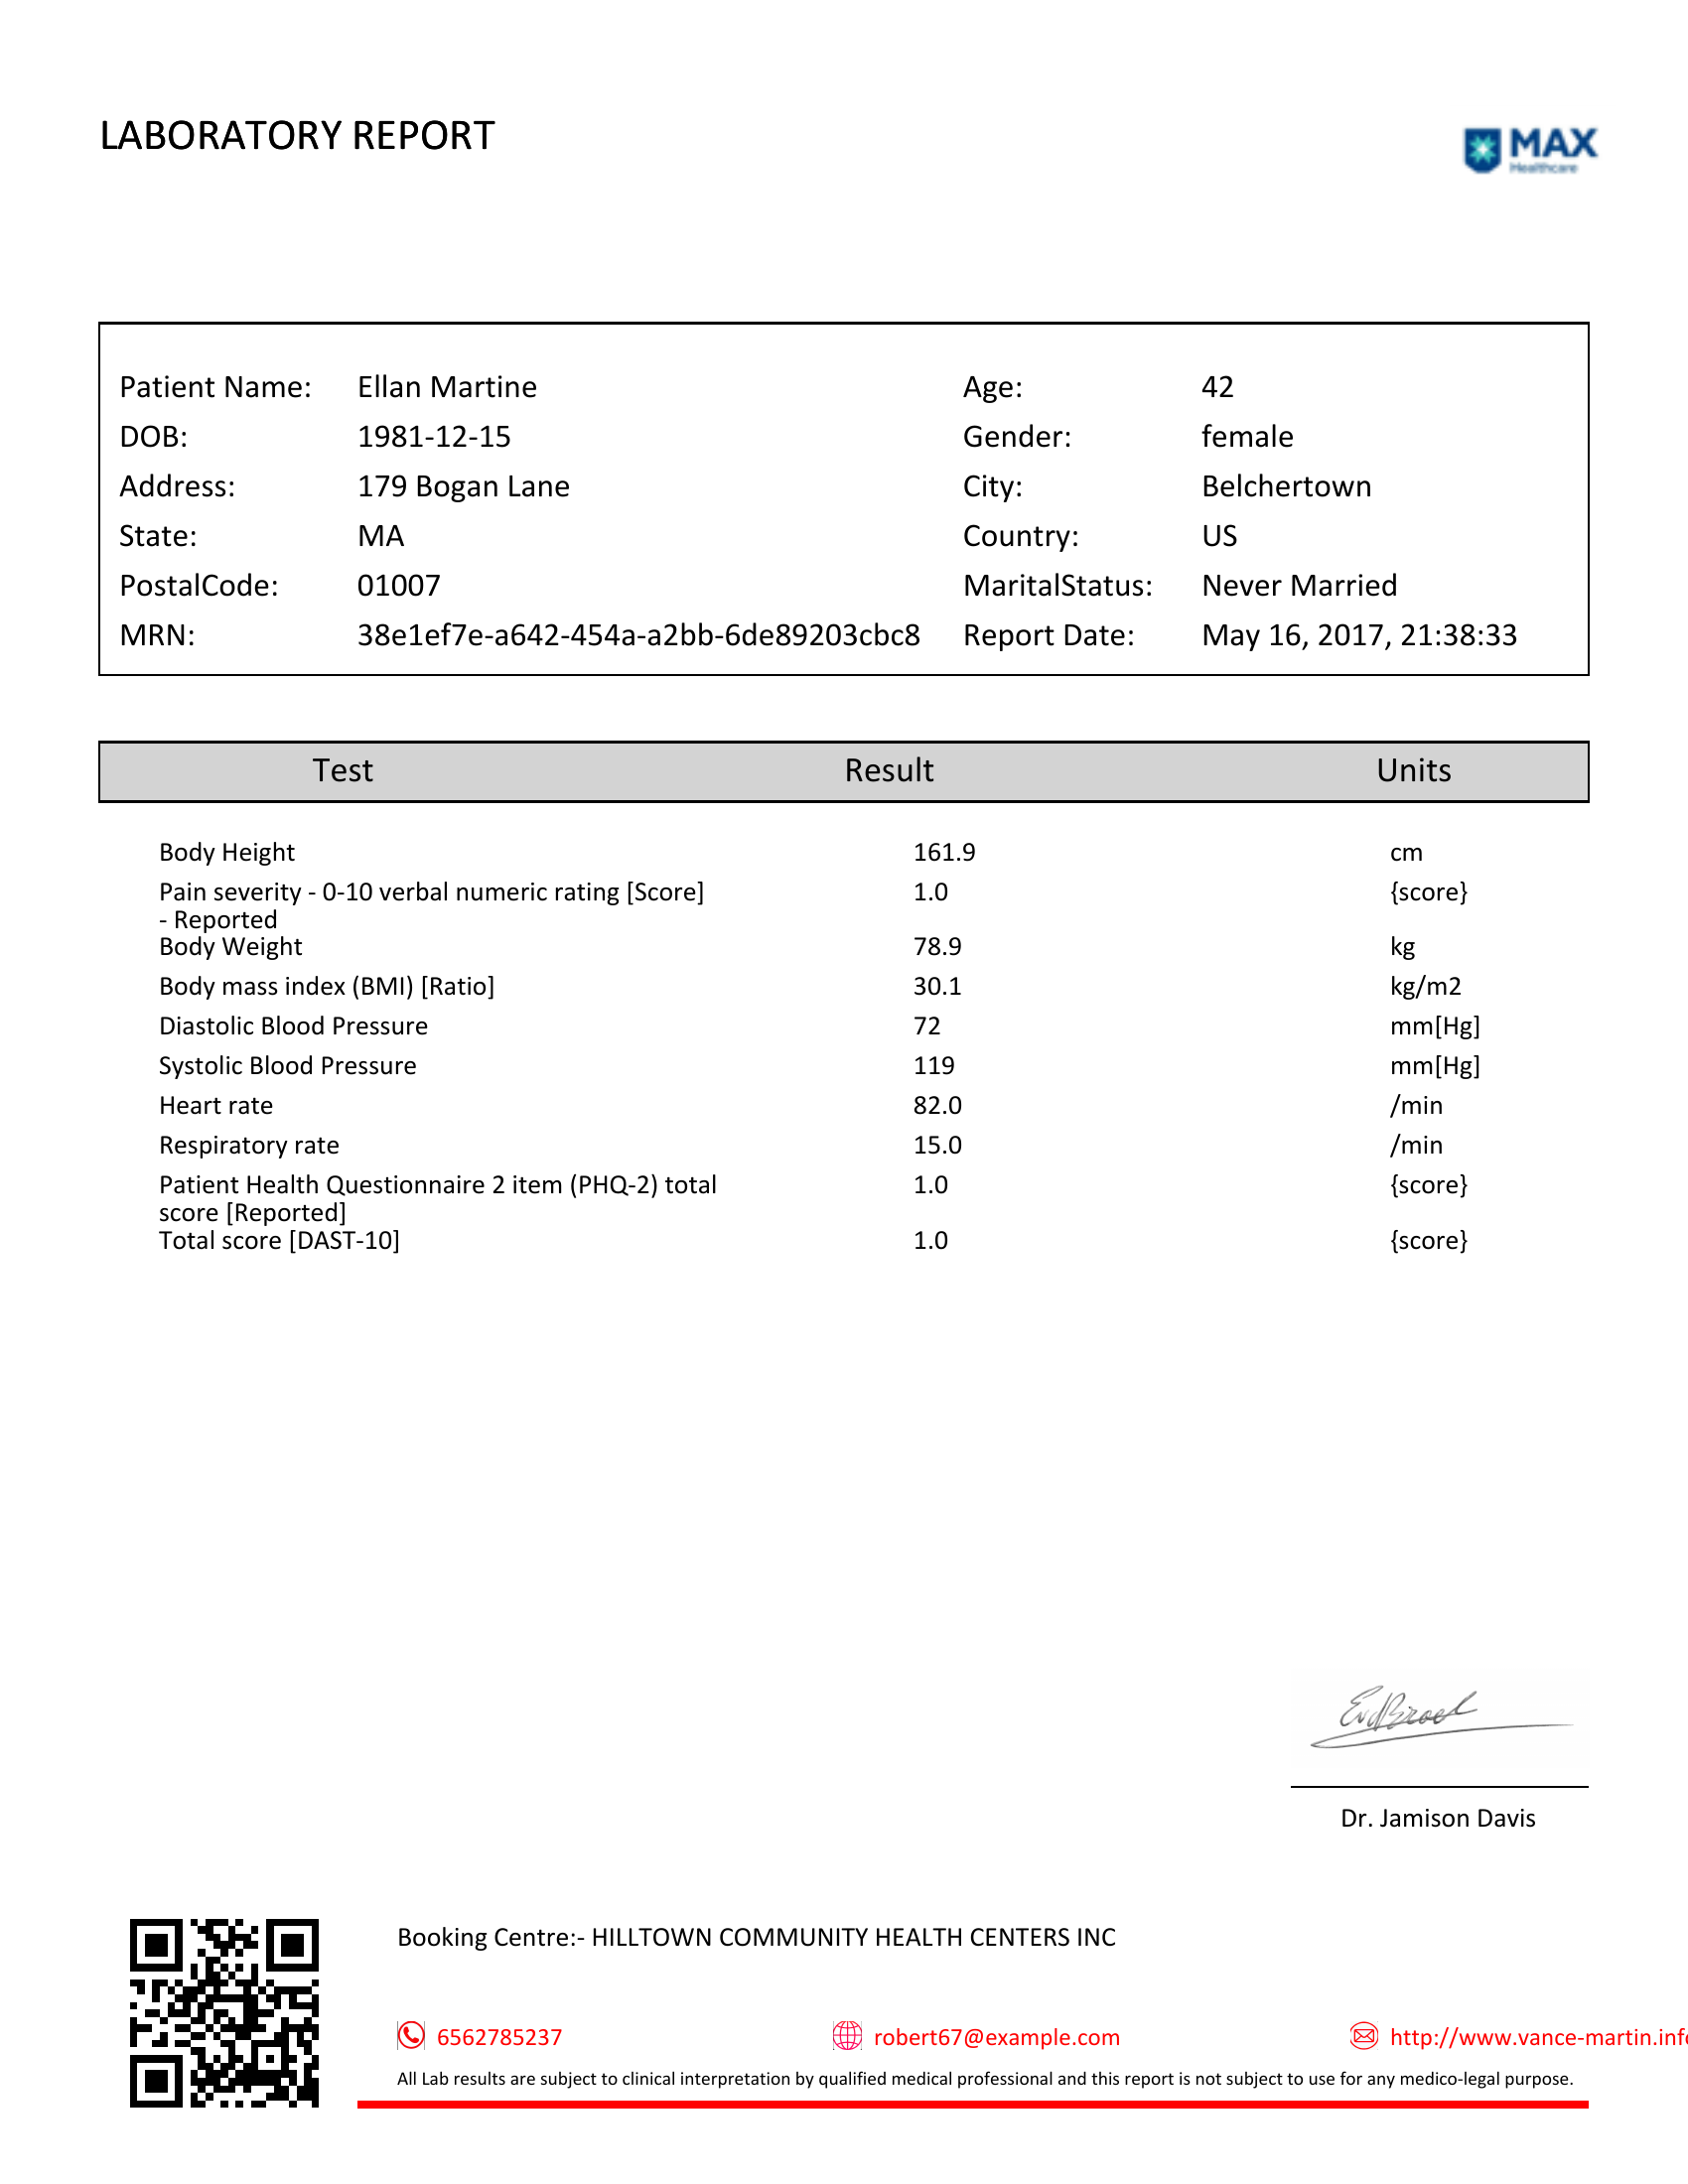 LABORATORY REPORT
MAX
Healthcare
Patient Name: Ellan Martine Age: 42
DOB: 1981-12-15 Gender: female
Address: 179 Bogan Lane City: Belchertown
State: MA Country: US
PostalCode: 01007 MaritalStatus: Never Married
MRN: 38e1ef7e-a642-454a-a2bb-6de89203cbc8 Report Date: May 16, 2017, 21:38:33
Test Result Units
Body Height 161.9 cm
Pain severity - 0-10 verbal numeric rating [Score] 1.0 {score}
- Reported
Body Weight 78.9 kg
Body mass index (BMI) [Ratio] 30.1 kg/m2
Diastolic Blood Pressure 72 mm[Hg]
Systolic Blood Pressure 119 mm[Hg]
Heart rate 82.0 /min
Respiratory rate 15.0 /min
Patient Health Questionnaire 2 item (PHQ-2) total 1.0 {score}
score [Reported]
Total score [DAST-10] 1.0 {score}
Dr. Jamison Davis
Booking Centre:- HILLTOWN COMMUNITY HEALTH CENTERS INC
6562785237 robert67@example.com http://www.vance-martin.info
All Lab results are subject to clinical interpretation by qualified medical professional and this report is not subject to use for any medico-legal purpose.